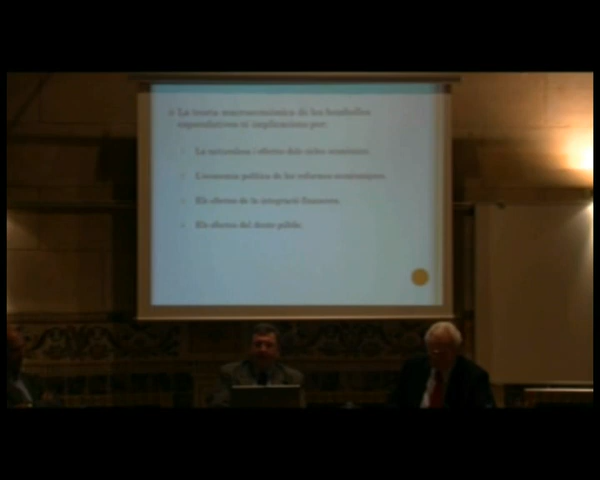 La teoria macroeconòmica de les bombolles
especulatives té implicacions per:
La naturalesa i efectes dels cicles econòmics.
L'economia política de les reformes econòmiques.
Els efectes de la integració financera.
Els efectes del deute públic.